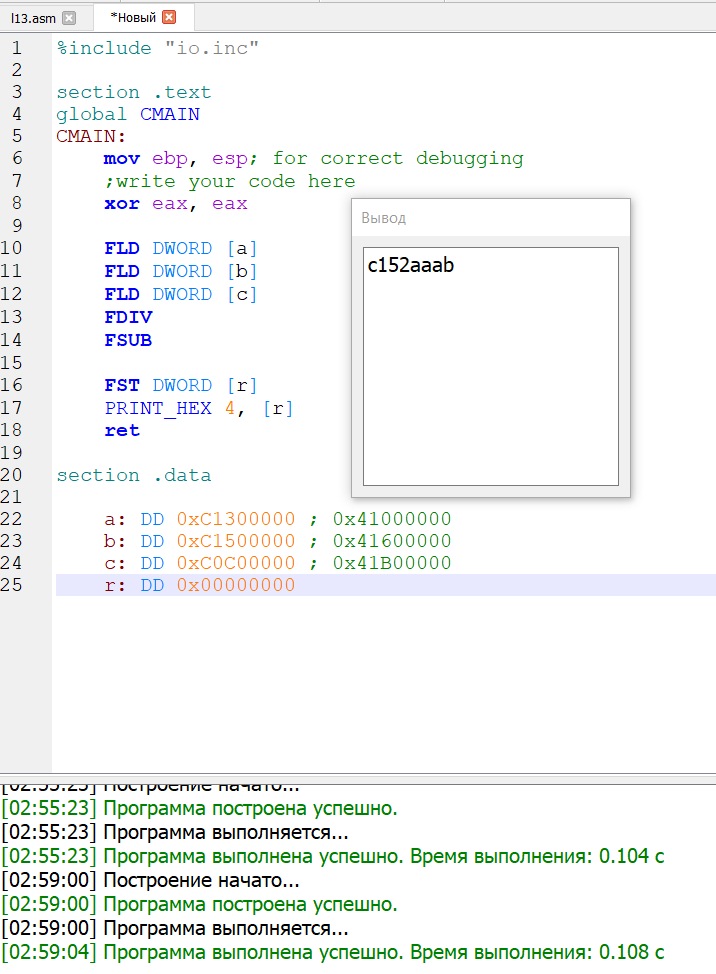 l13.asm *Новый
1 %include "io.inc"
2
3 section .text
4 global CMAIN
5 CMAIN:
6 mov ebp, esp; for correct debugging
7 ;write your code here
8 xor eax, eax
9
10 FLD DWORD [a]
11 FLD DWORD [b]
12 FLD DWORD [c]
13 FDIV
14 FSUB
15
16 FST DWORD [r]
17 PRINT_HEX 4, [r]
18 ret
19
20 section .data
21
22 a: DD 0xC1300000 ; 0x41000000
23 b: DD 0xC1500000 ; 0x41600000
24 c: DD 0xC0C00000 ; 0x41B00000
25 r: DD 0x00000000
Вывод
c152aaab
[02:55:23] Построение начато...
[02:55:23] Программа построена успешно.
[02:55:23] Программа выполняется...
[02:55:23] Программа выполнена успешно. Время выполнения: 0.104 с
[02:59:00] Построение начато...
[02:59:00] Программа построена успешно.
[02:59:00] Программа выполняется...
[02:59:04] Программа выполнена успешно. Время выполнения: 0.108 с